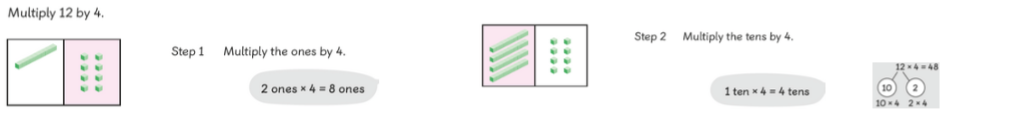 Multiply 12 by 4.
Step 1 Multiply the ones by 4.
2 ones × 4 = 8 ones
Step 2 Multiply the tens by 4.
1 ten × 4 = 4 tens
12 × 4 = 48
10 2
10 × 4 2 × 4